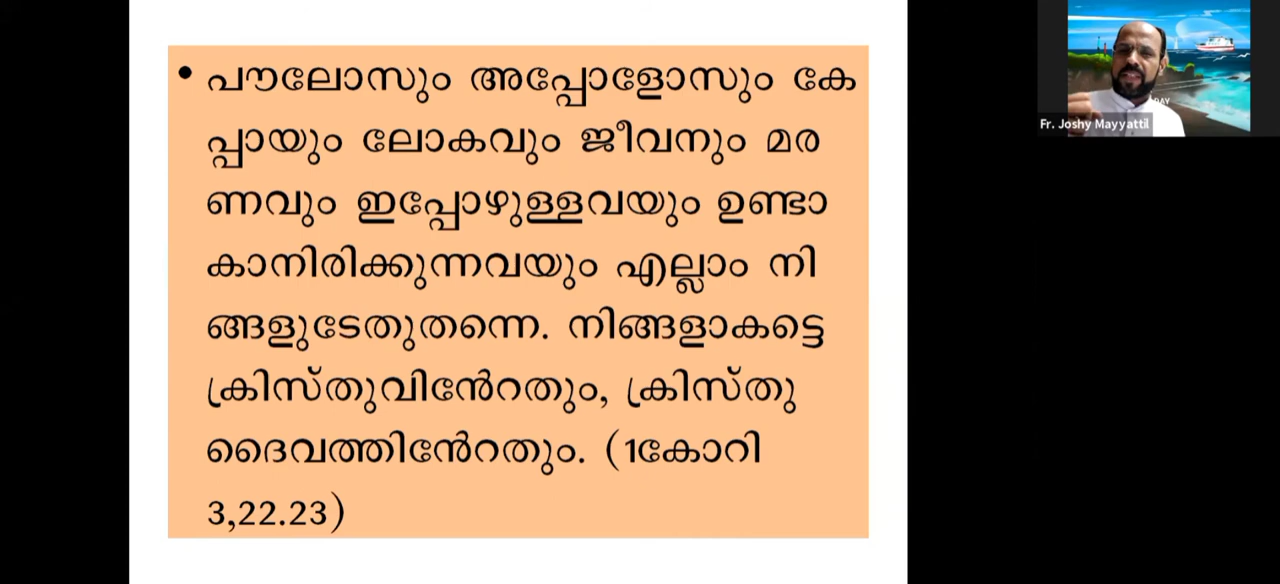 • പൗലോസും അപ്പോളോസും കേ
പ്പായും ലോകവും ജീവനും മര
ണവും ഇപ്പോഴുള്ളവയും ഉണ്ടാ
കാനിരിക്കുന്നവയും എല്ലാം നി
ങ്ങളുടേതുതന്നെ. നിങ്ങളാകട്ടെ
ക്രിസ്തുവിൻേറതും, ക്രിസ്തു
ദൈവത്തിൻേറതും. (1കോറി
3,22.23)
DAY
Fr. Joshy Mayyattil